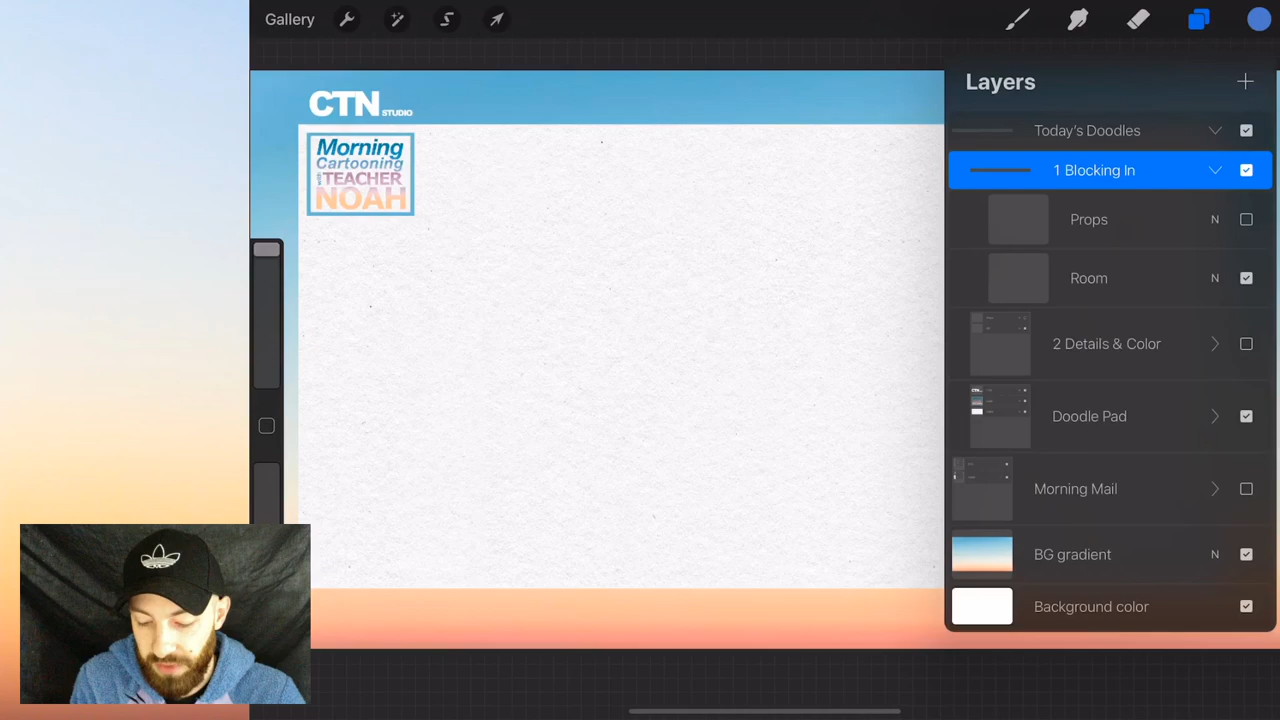 Gallery
Layers
CTN STUDIO
Today's Doodles
Morning
Cartooning
with TEACHER
NOAH
1 Blocking In
Props N
Room N
2 Details & Color
Doodle Pad
Morning Mail
BG gradient N
Background color